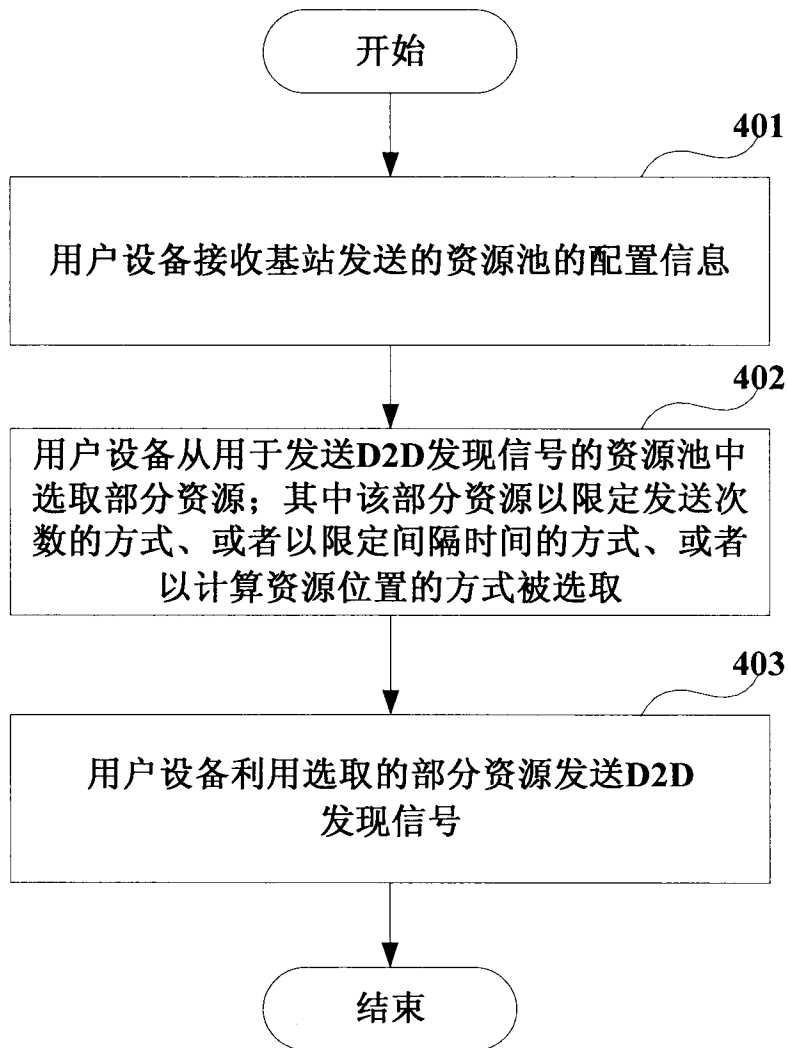 开始
401
用户设备接收基站发送的资源池的配置信息
402
用户设备从用于发送D2D发现信号的资源池中
选取部分资源；其中该部分资源以限定发送次
数的方式、或者以限定间隔时间的方式、或者
以计算资源位置的方式被选取
403
用户设备利用选取的部分资源发送D2D
发现信号
结束